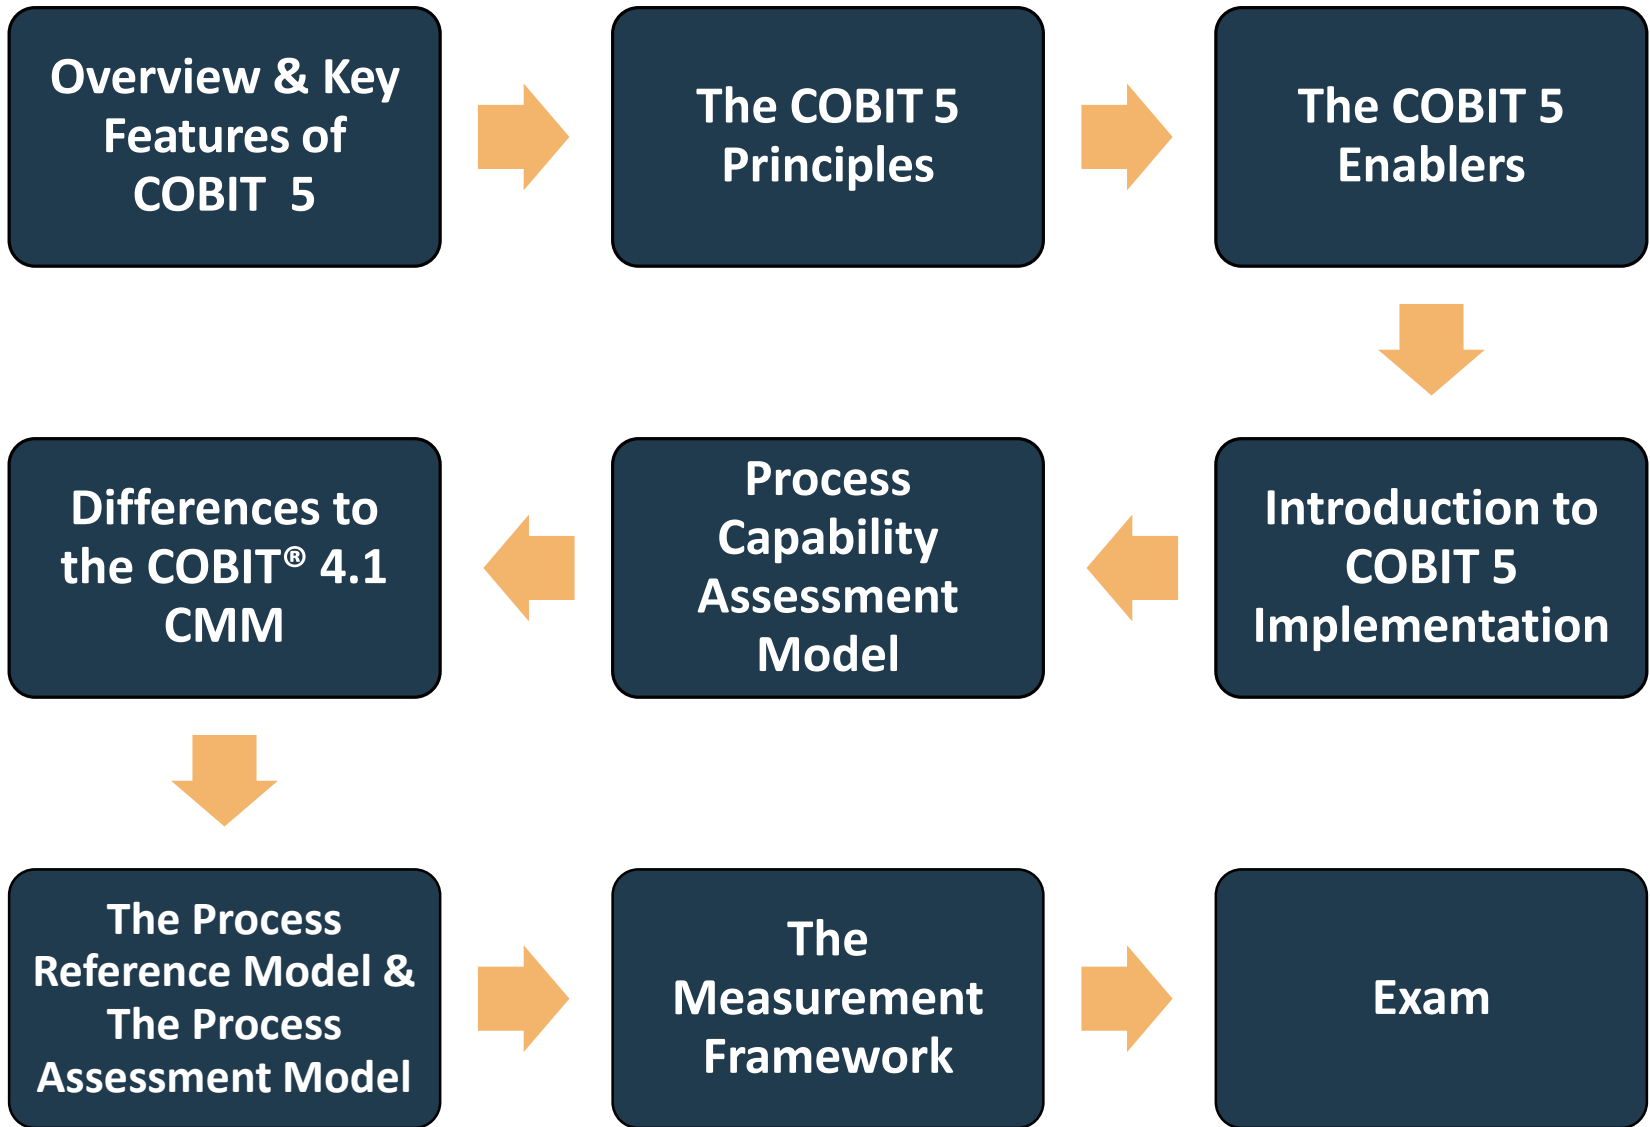 Overview & Key
Features of
COBIT 5
The COBIT 5
Principles
The COBIT 5
Enablers
Introduction to
COBIT 5
Implementation
Process
Capability
Assessment
Model
Differences to
the COBIT® 4.1
CMM
The Process
Reference Model &
The Process
Assessment Model
The
Measurement
Framework
Exam